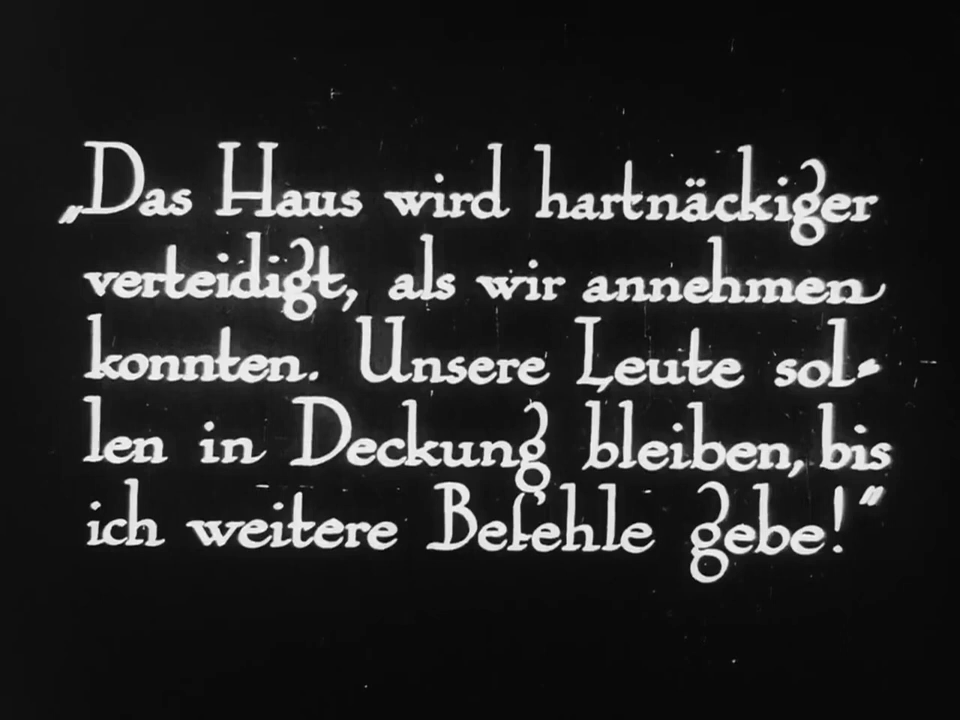 „Das Haus wird hartnäckiger
verteidigt, als wir annehmen
konnten. Unsere Leute sol-
len in Deckung bleiben, bis
ich weitere Befehle gebe!"